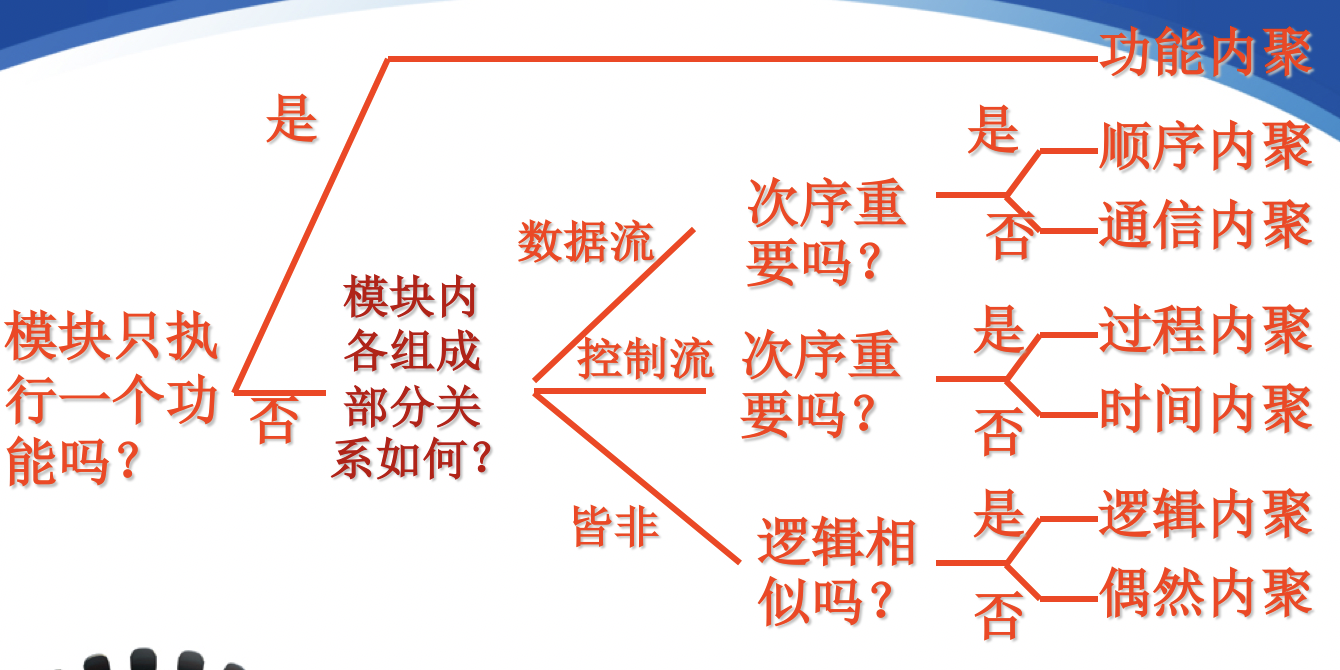 功能内聚
是
是
顺序内聚
次序重
要吗？
数据流
否
通信内聚
模块内
各组成
部分关
系如何？
模块只执
行一个功
能吗？
否
控制流
次序重
要吗？
是
过程内聚
否
时间内聚
皆非
逻辑相
似吗？
是
逻辑内聚
否
偶然内聚